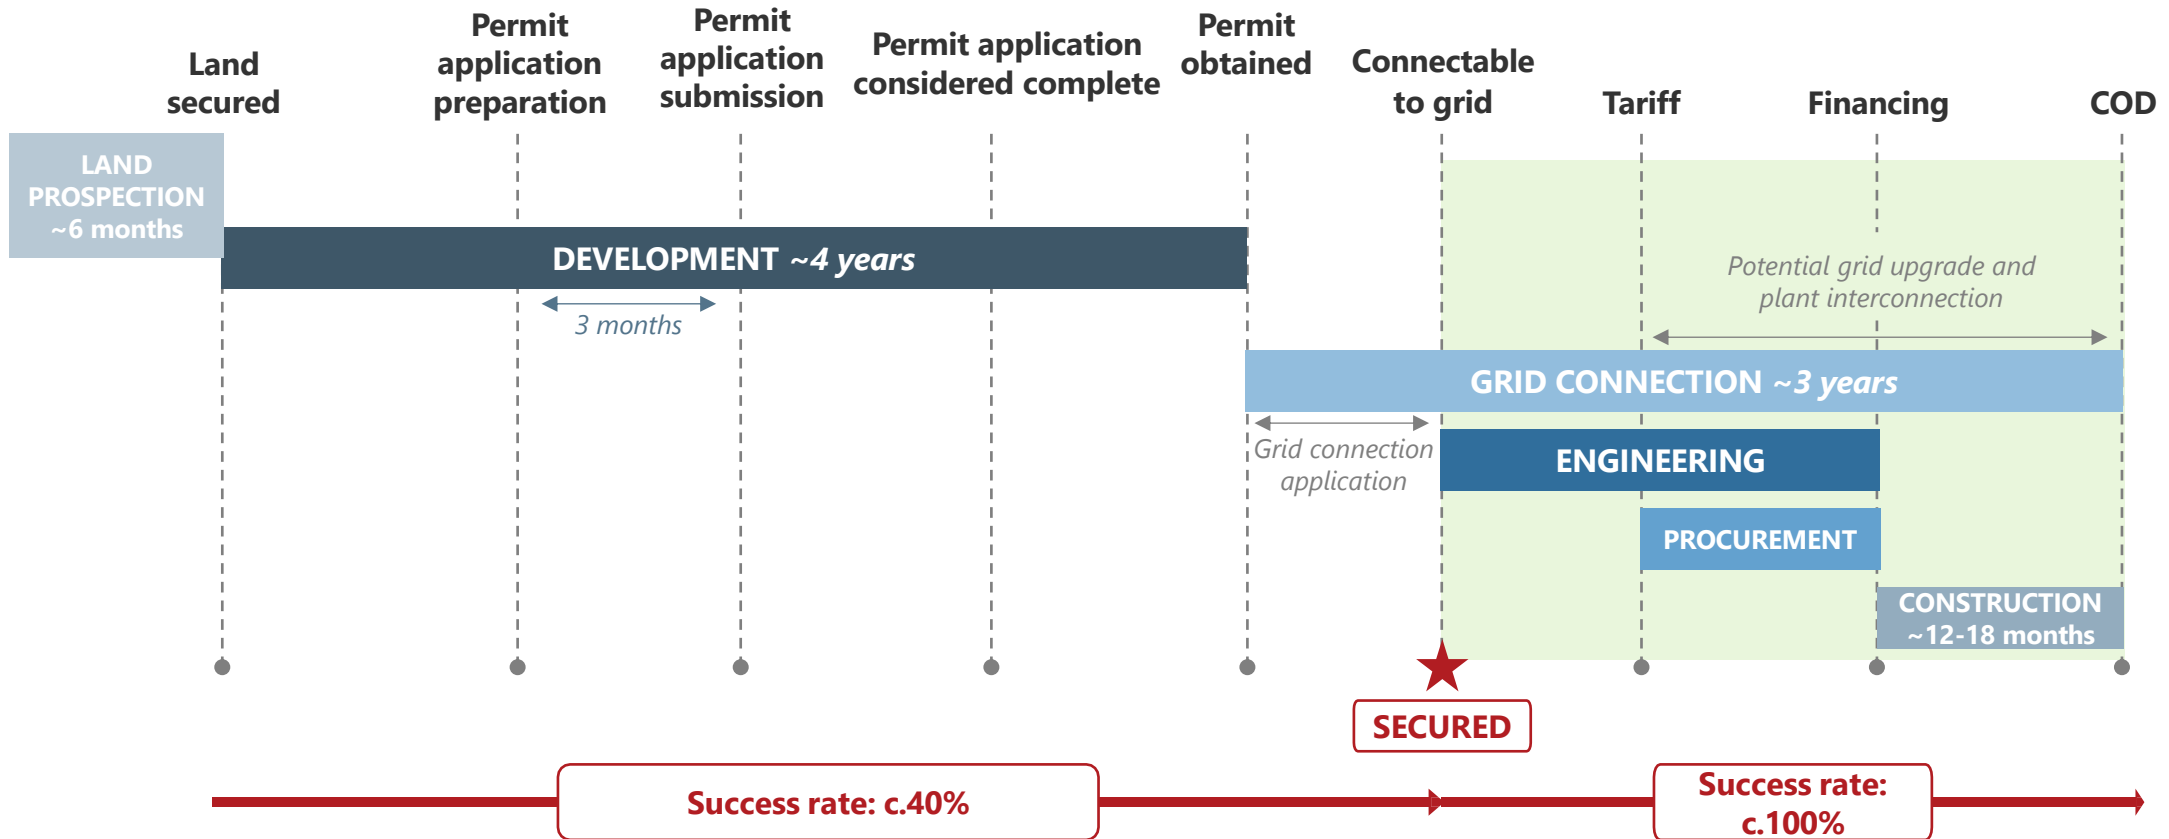 Land
secured
Permit
application
preparation
Permit
application
submission
Permit application
considered complete
Permit
obtained
Connectable
to grid
Tariff
Financing
COD
LAND
PROSPECTION
~6 months
DEVELOPMENT ~4 years
3 months
Potential grid upgrade and
plant interconnection
GRID CONNECTION ~3 years
Grid connection
application
ENGINEERING
PROCUREMENT
CONSTRUCTION
~12-18 months
SECURED
Success rate: c.40%
Success rate:
c.100%